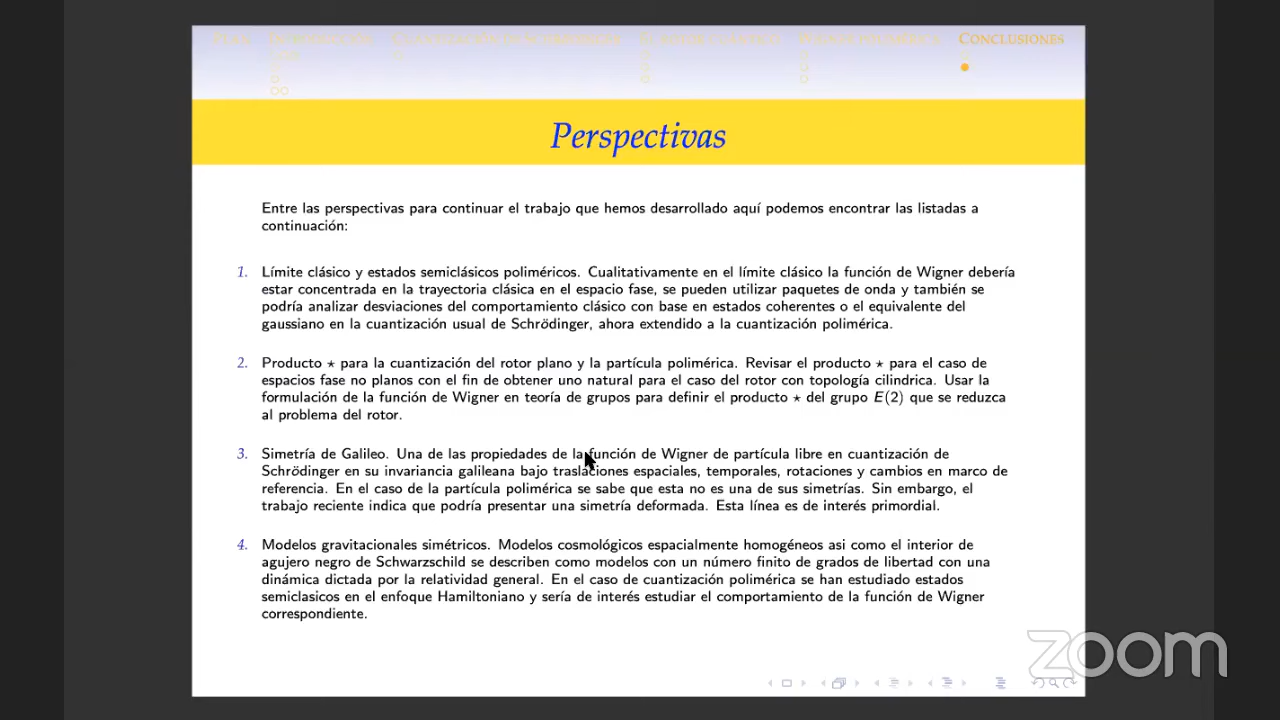 CONCLUSIONES
Perspectivas
Entre las perspectivas para continuar el trabajo que hemos desarrollado aquí podemos encontrar las listadas a
continuación:
1. Límite clásico y estados semiclásicos poliméricos. Cualitativamente en el límite clásico la función de Wigner debería
estar concentrada en la trayectoria clásica en el espacio fase, se pueden utilizar paquetes de onda y también se
podría analizar desviaciones del comportamiento clásico con base en estados coherentes o el equivalente del
gaussiano en la cuantización usual de Schrödinger, ahora extendido a la cuantización polimérica.
2. Producto ⋆ para la cuantización del rotor plano y la partícula polimérica. Revisar el producto ⋆ para el caso de
espacios fase no planos con el fin de obtener uno natural para el caso del rotor con topología cilindrica. Usar la
formulación de la función de Wigner en teoría de grupos para definir el producto ⋆ del grupo E(2) que se reduzca
al problema del rotor.
3. Simetría de Galileo. Una de las propiedades de la función de Wigner de partícula libre en cuantización de
Schrödinger en su invariancia galileana bajo traslaciones espaciales, temporales, rotaciones y cambios en marco de
referencia. En el caso de la partícula polimérica se sabe que esta no es una de sus simetrías. Sin embargo, el
trabajo reciente indica que podría presentar una simetría deformada. Esta línea es de interés primordial.
4. Modelos gravitacionales simétricos. Modelos cosmológicos espacialmente homogéneos asi como el interior de
agujero negro de Schwarzschild se describen como modelos con un número finito de grados de libertad con una
dinámica dictada por la relatividad general. En el caso de cuantización polimérica se han estudiado estados
semiclasicos en el enfoque Hamiltoniano y sería de interés estudiar el comportamiento de la función de Wigner
correspondiente.
zoom